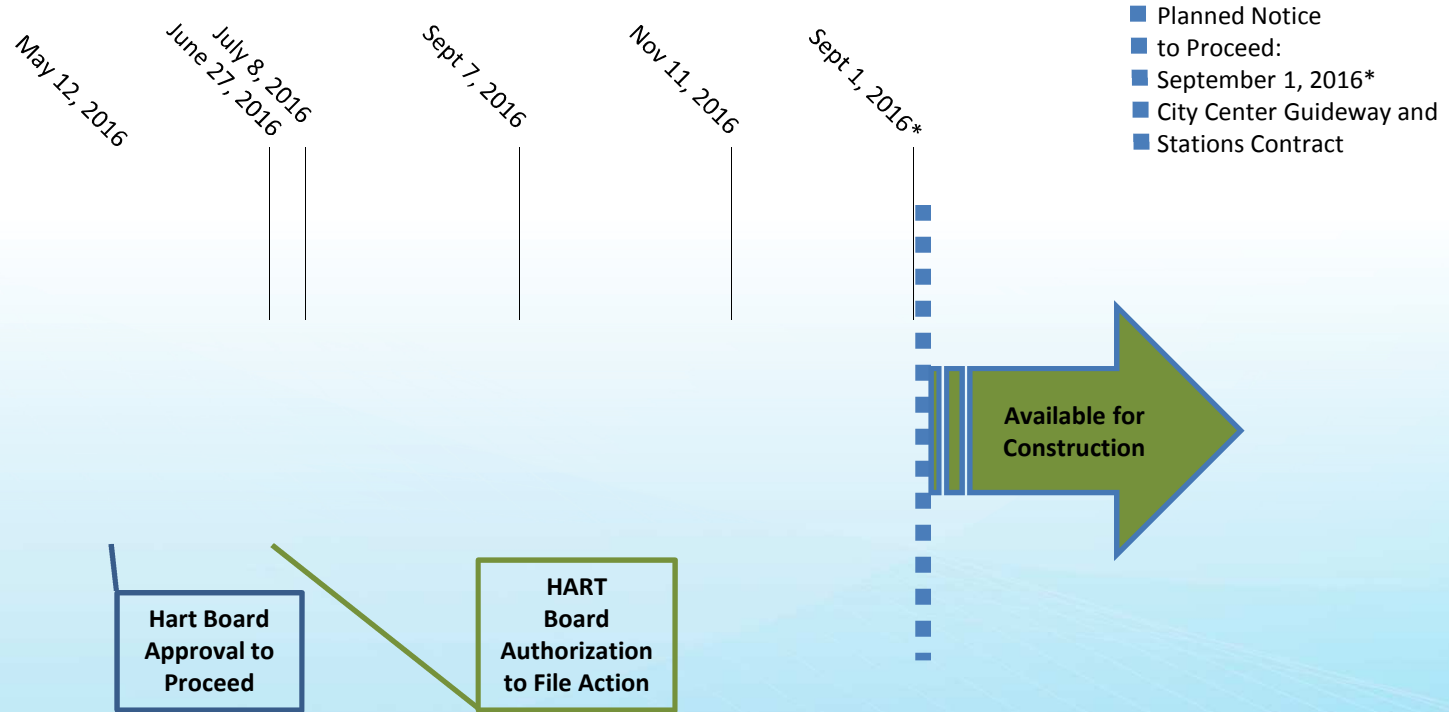 May 12, 2016
June 27, 2016
July 8, 2016
Sept 7, 2016
Nov 11, 2016
Sept 1, 2016*
Planned Notice
to Proceed:
September 1, 2016*
City Center Guideway and
Stations Contract
Available for
Construction
Hart Board
Approval to
Proceed
HART
Board
Authorization
to File Action